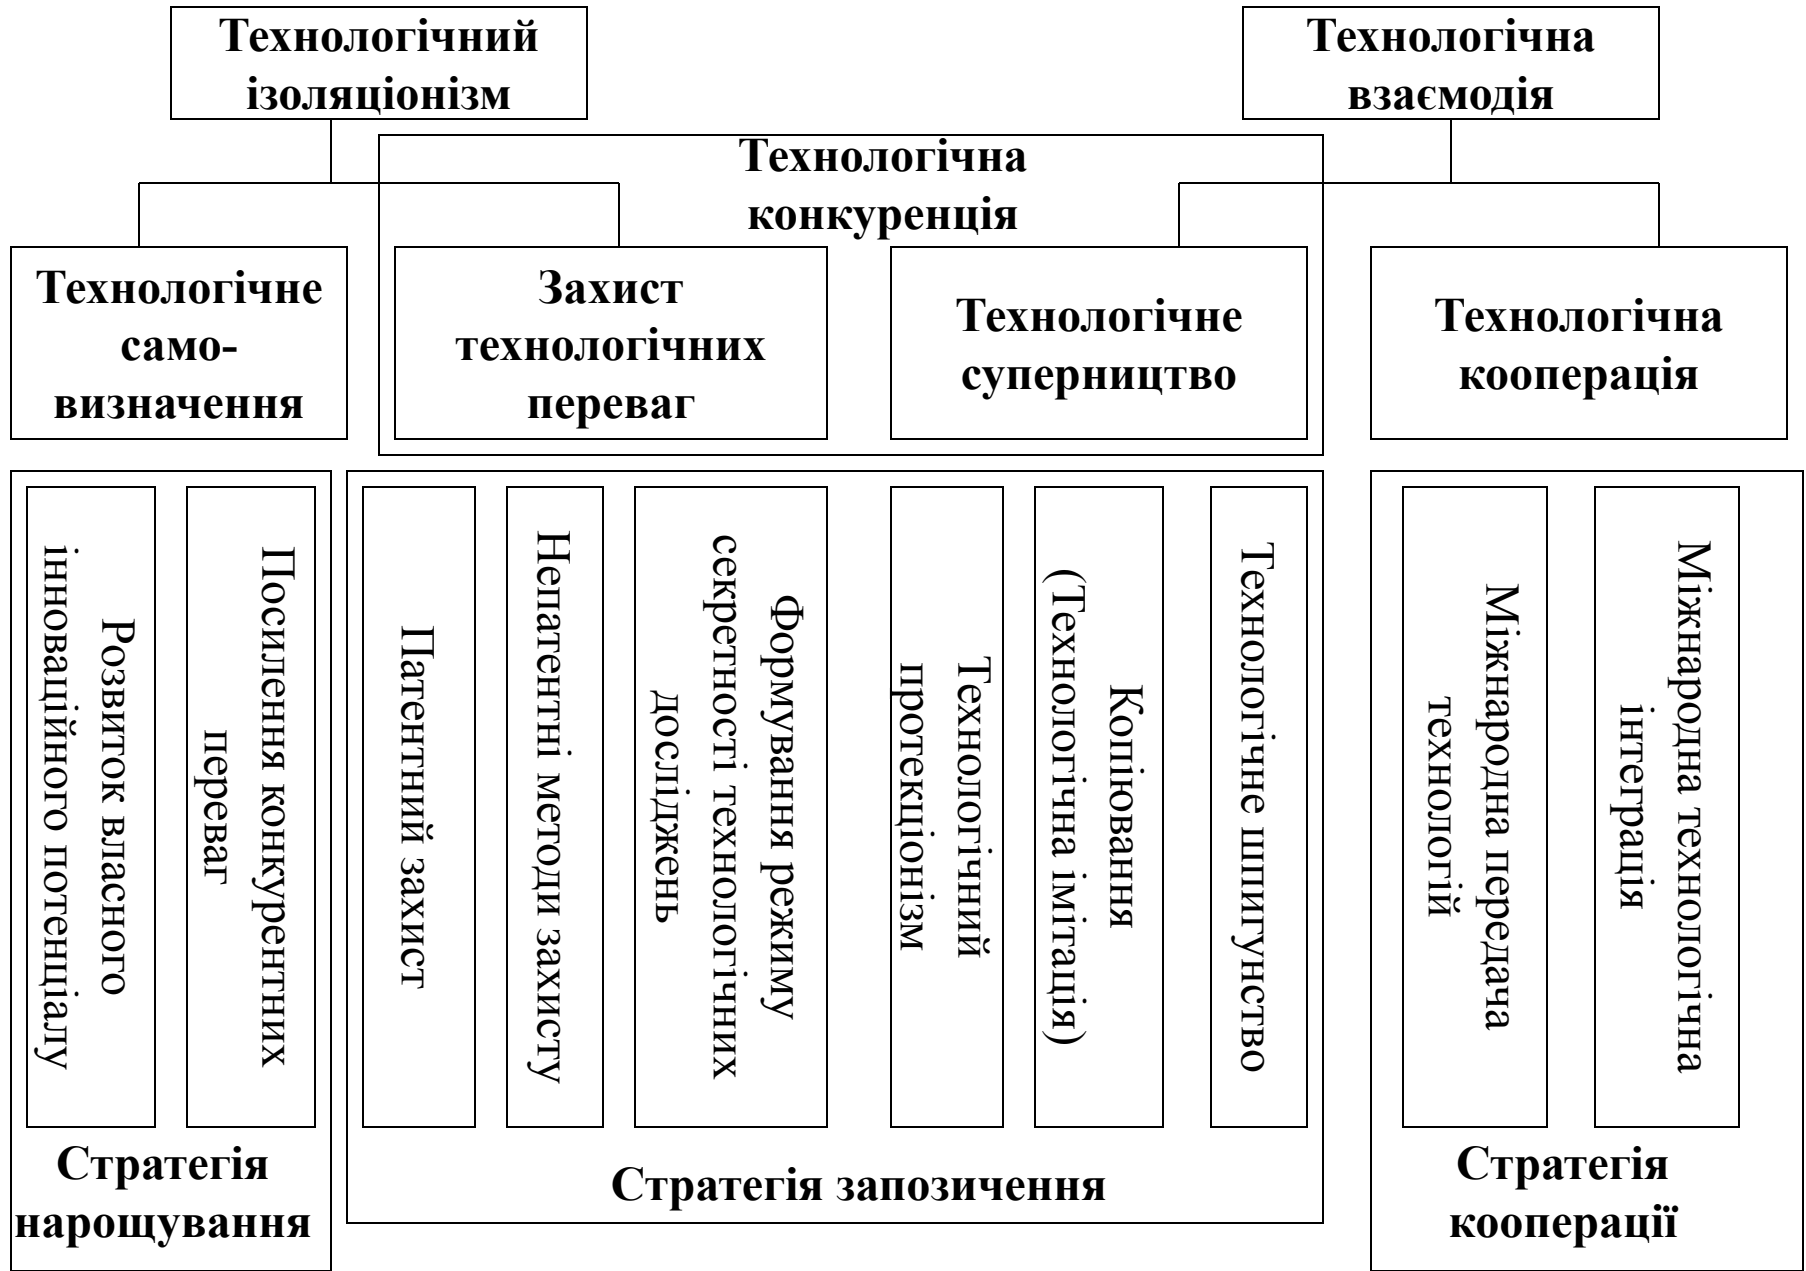 Технологічний
ізоляціонізм
Технологічна
взаємодія
Технологічна
конкуренція
Технологічне
само-
визначення
Захист
технологічних
переваг
Технологічне
суперництво
Технологічна
кооперація
Розвиток власного
інноваційного потенціалу
Посилення конкурентних
переваг
Патентний захист
Непатентні методи захисту
Формування режиму
секретності технологічних
досліджень
Технологічний
протекціонізм
Копіювання
(Технологічна імітація)
Технологічне шпигунство
Міжнародна передача
технологій
Міжнародна технологічна
інтеграція
Стратегія
нарощування
Стратегія запозичення
Стратегія
кооперації